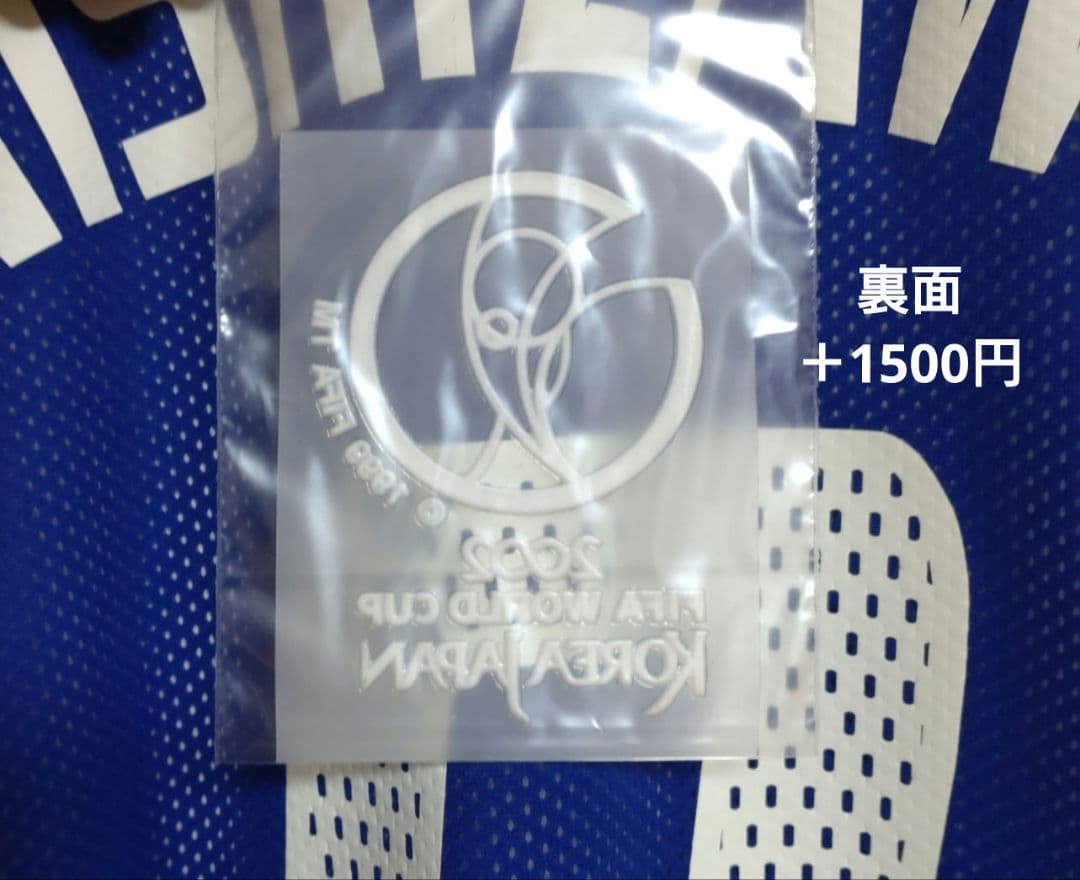 裏面
＋1500円
© 1999 FIFA TM
2002
FIFA WORLD CUP
KOREA JAPAN